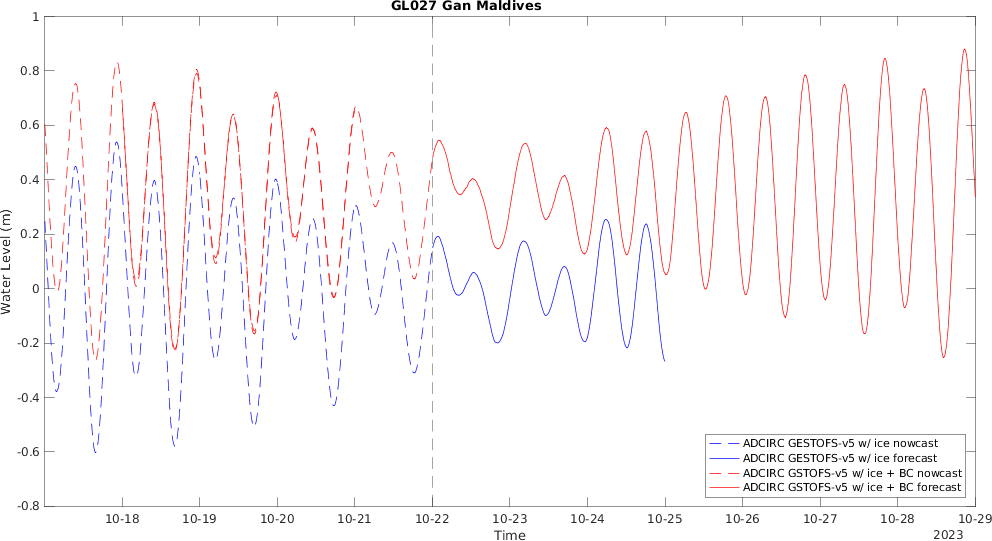 GL027 Gan Maldives
1
0.8
0.6
0.4
0.2
0
-0.2
-0.4
-0.6
-0.8
Water Level (m)
ADCIRC GESTOFS-v5 w/ ice nowcast
ADCIRC GESTOFS-v5 w/ ice forecast
ADCIRC GSTOFS-v5 w/ ice + BC nowcast
ADCIRC GSTOFS-v5 w/ ice + BC forecast
10-18 10-19 10-20 10-21 10-22 10-23 10-24 10-25 10-26 10-27 10-28 10-29
Time
2023